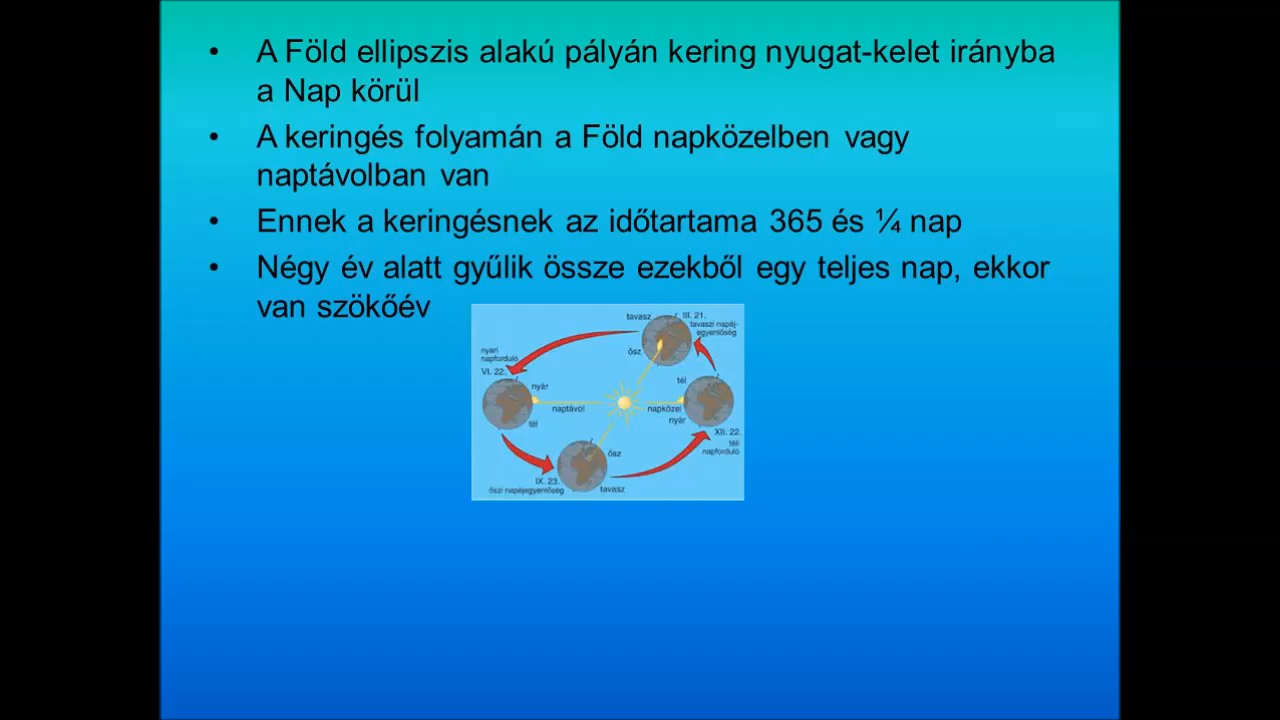 • A Föld ellipszis alakú pályán kering nyugat-kelet irányba
a Nap körül
• A keringés folyamán a Föld napközelben vagy
naptávolban van
• Ennek a keringésnek az időtartama 365 és ¼ nap
• Négy év alatt gyűlik össze ezekből egy teljes nap, ekkor
van szökőév
tavasz
III. 21.
tavaszi napéj-
egyenlőség
ősz
nyári
napforduló
VI. 22.
nyár
naptávol
tél
napközel
tél
nyár
XII. 22.
téli
napforduló
ősz
IX. 23.
őszi napéjegyenlőség
tavasz